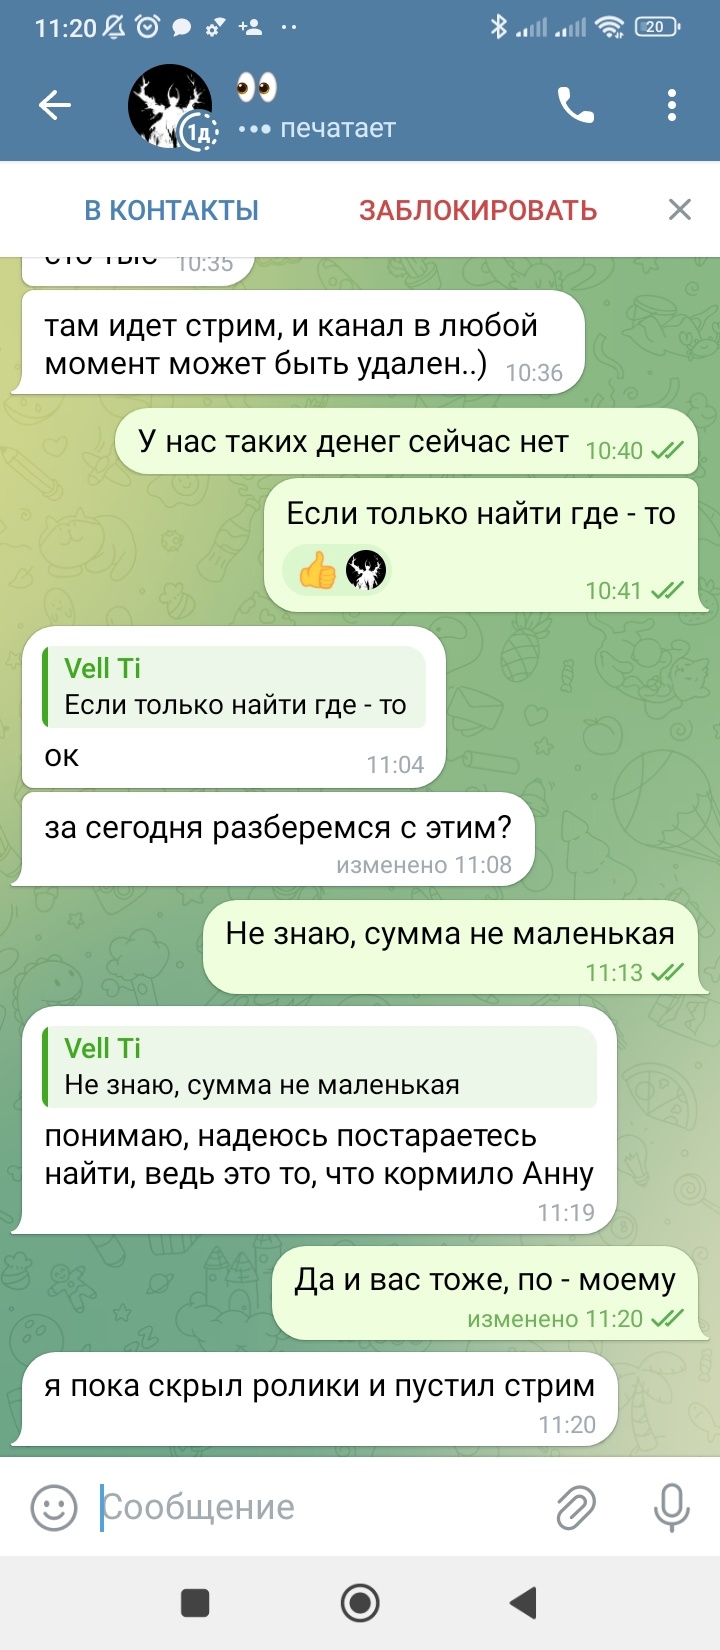 11:20
20
1д
печатает
В КОНТАКТЫ
ЗАБЛОКИРОВАТЬ
сто тыс 10:35
там идет стрим, и канал в любой
момент может быть удален..) 10:36
У нас таких денег сейчас нет 10:40
Если только найти где - то
10:41
Vell Ti
Если только найти где - то
ок 11:04
за сегодня разберемся с этим?
изменено 11:08
Не знаю, сумма не маленькая
11:13
Vell Ti
Не знаю, сумма не маленькая
понимаю, надеюсь постараетесь
найти, ведь это то, что кормило Анну
11:19
Да и вас тоже, по - моему
изменено 11:20
я пока скрыл ролики и пустил стрим
11:20
Сообщение